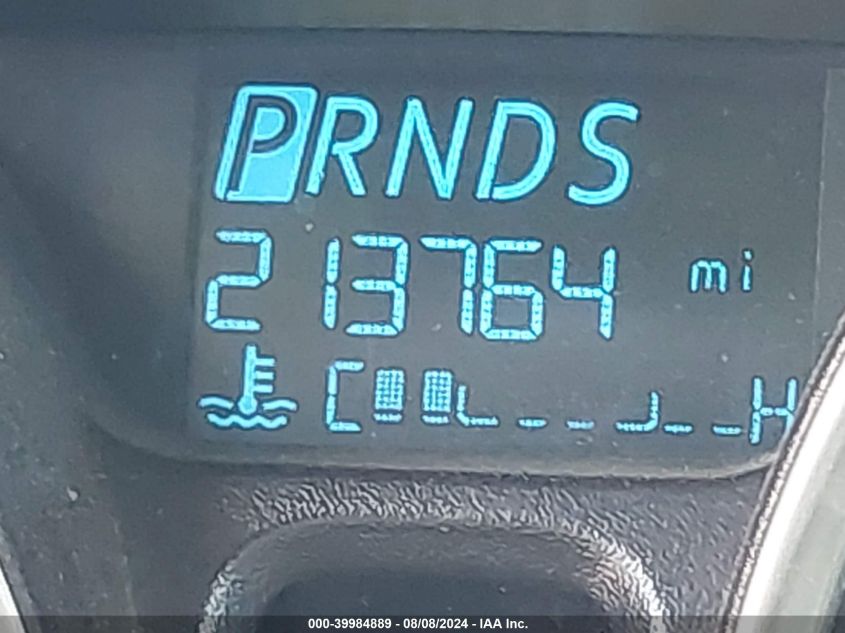 PRNDS
213764 mi
C H
000-39984889 - 08/08/2024 - IAA Inc.